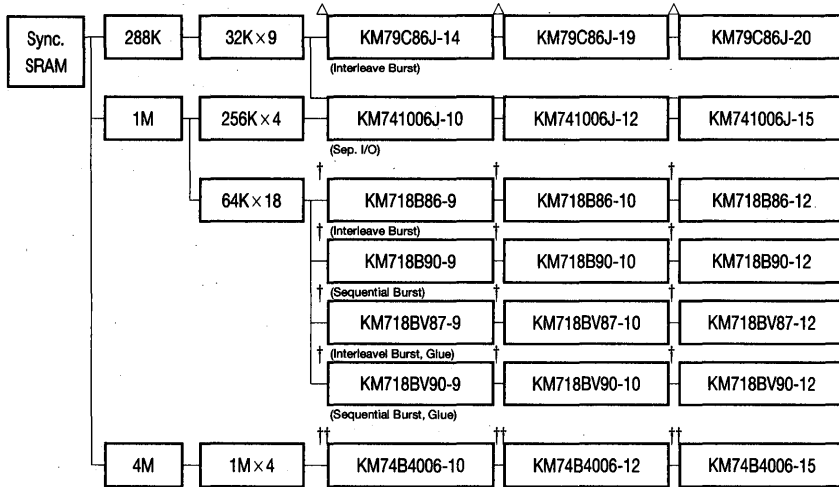 Sync.
SRAM
288K
32K×9
△
KM79C86J-14
△
KM79C86J-19
△
KM79C86J-20
(Interleave Burst)
1M
256K×4
KM741006J-10
KM741006J-12
KM741006J-15
(Sep. I/O)
64K×18
†
KM718B86-9
†
KM718B86-10
†
KM718B86-12
(Interleave Burst)
†
KM718B90-9
†
KM718B90-10
†
KM718B90-12
(Sequential Burst)
†
KM718BV87-9
†
KM718BV87-10
†
KM718BV87-12
(Interleavel Burst, Glue)
†
KM718BV90-9
†
KM718BV90-10
†
KM718BV90-12
(Sequential Burst, Glue)
4M
1M×4
††
KM74B4006-10
††
KM74B4006-12
††
KM74B4006-15